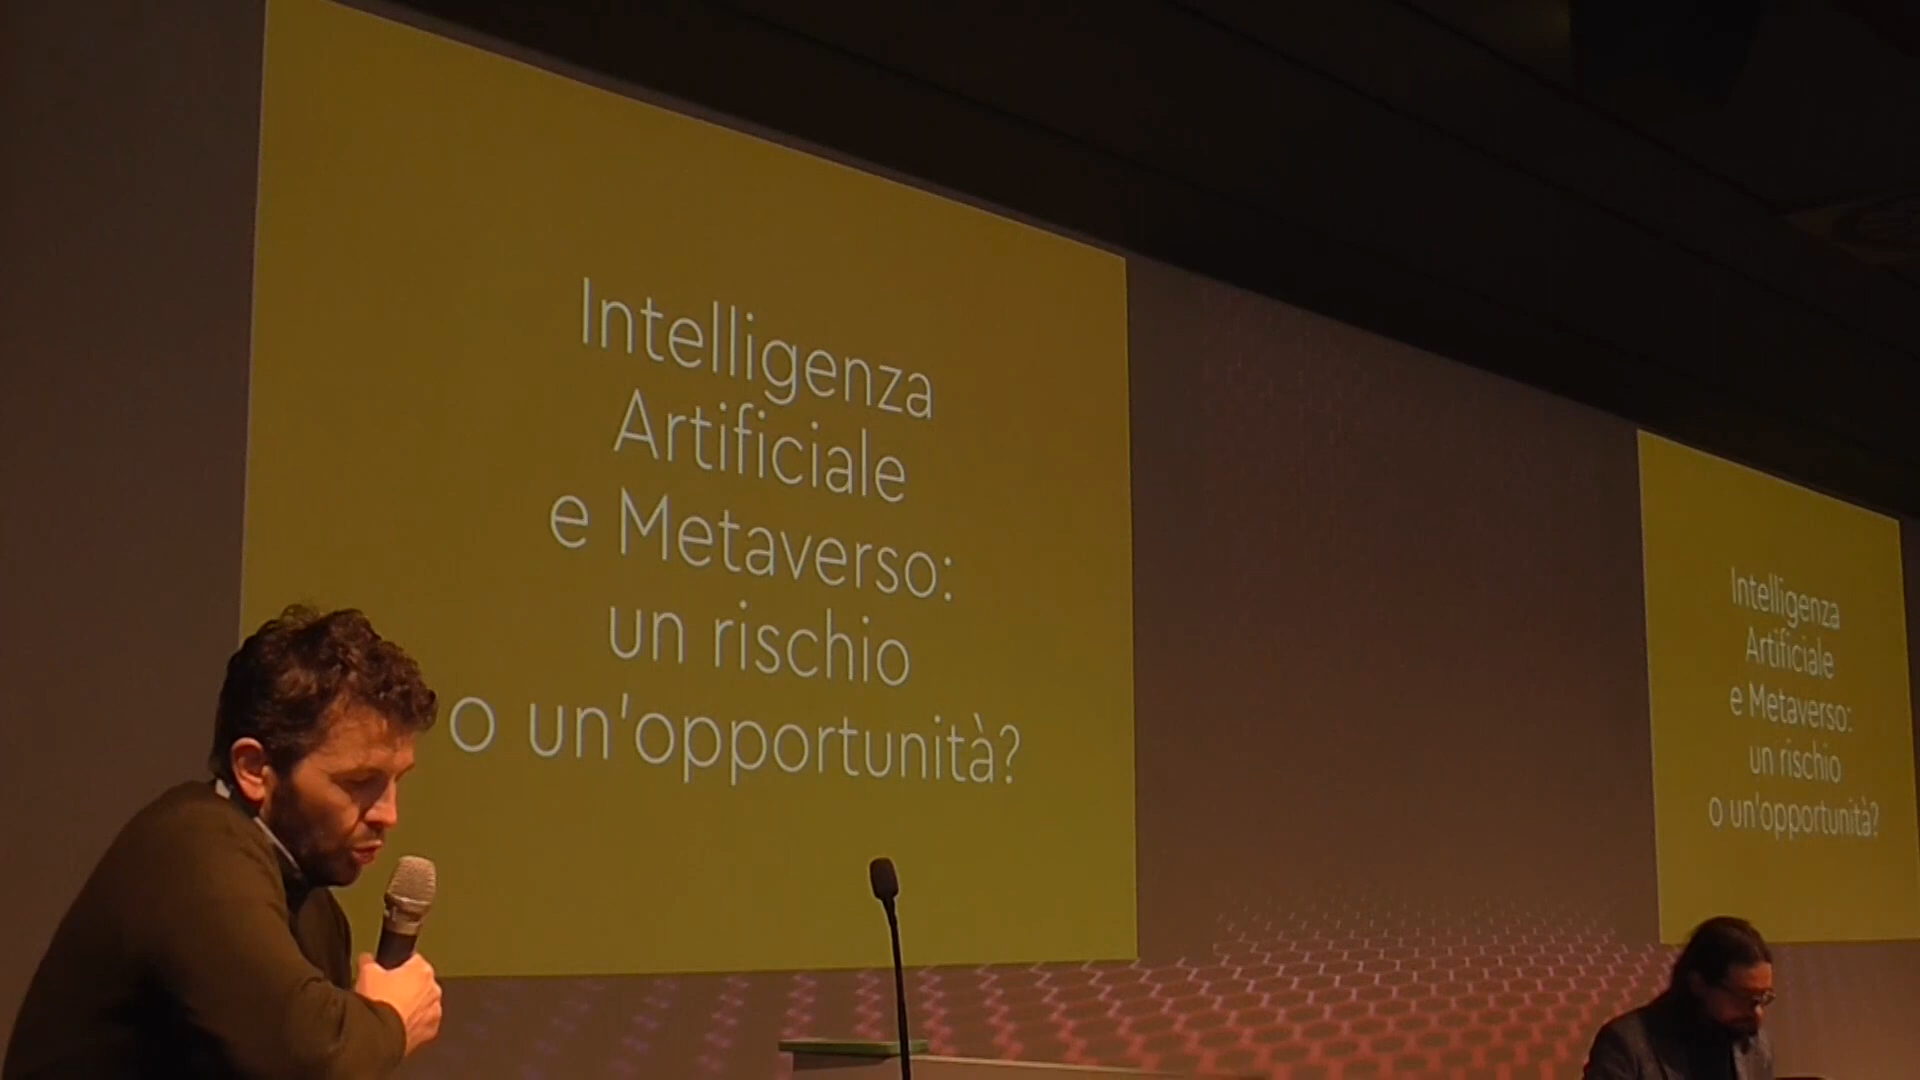 Intelligenza
Artificiale
e Metaverso:
un rischio
o un'opportunità?
Intelligenza
Artificiale
e Metaverso:
un rischio
o un'opportunità?